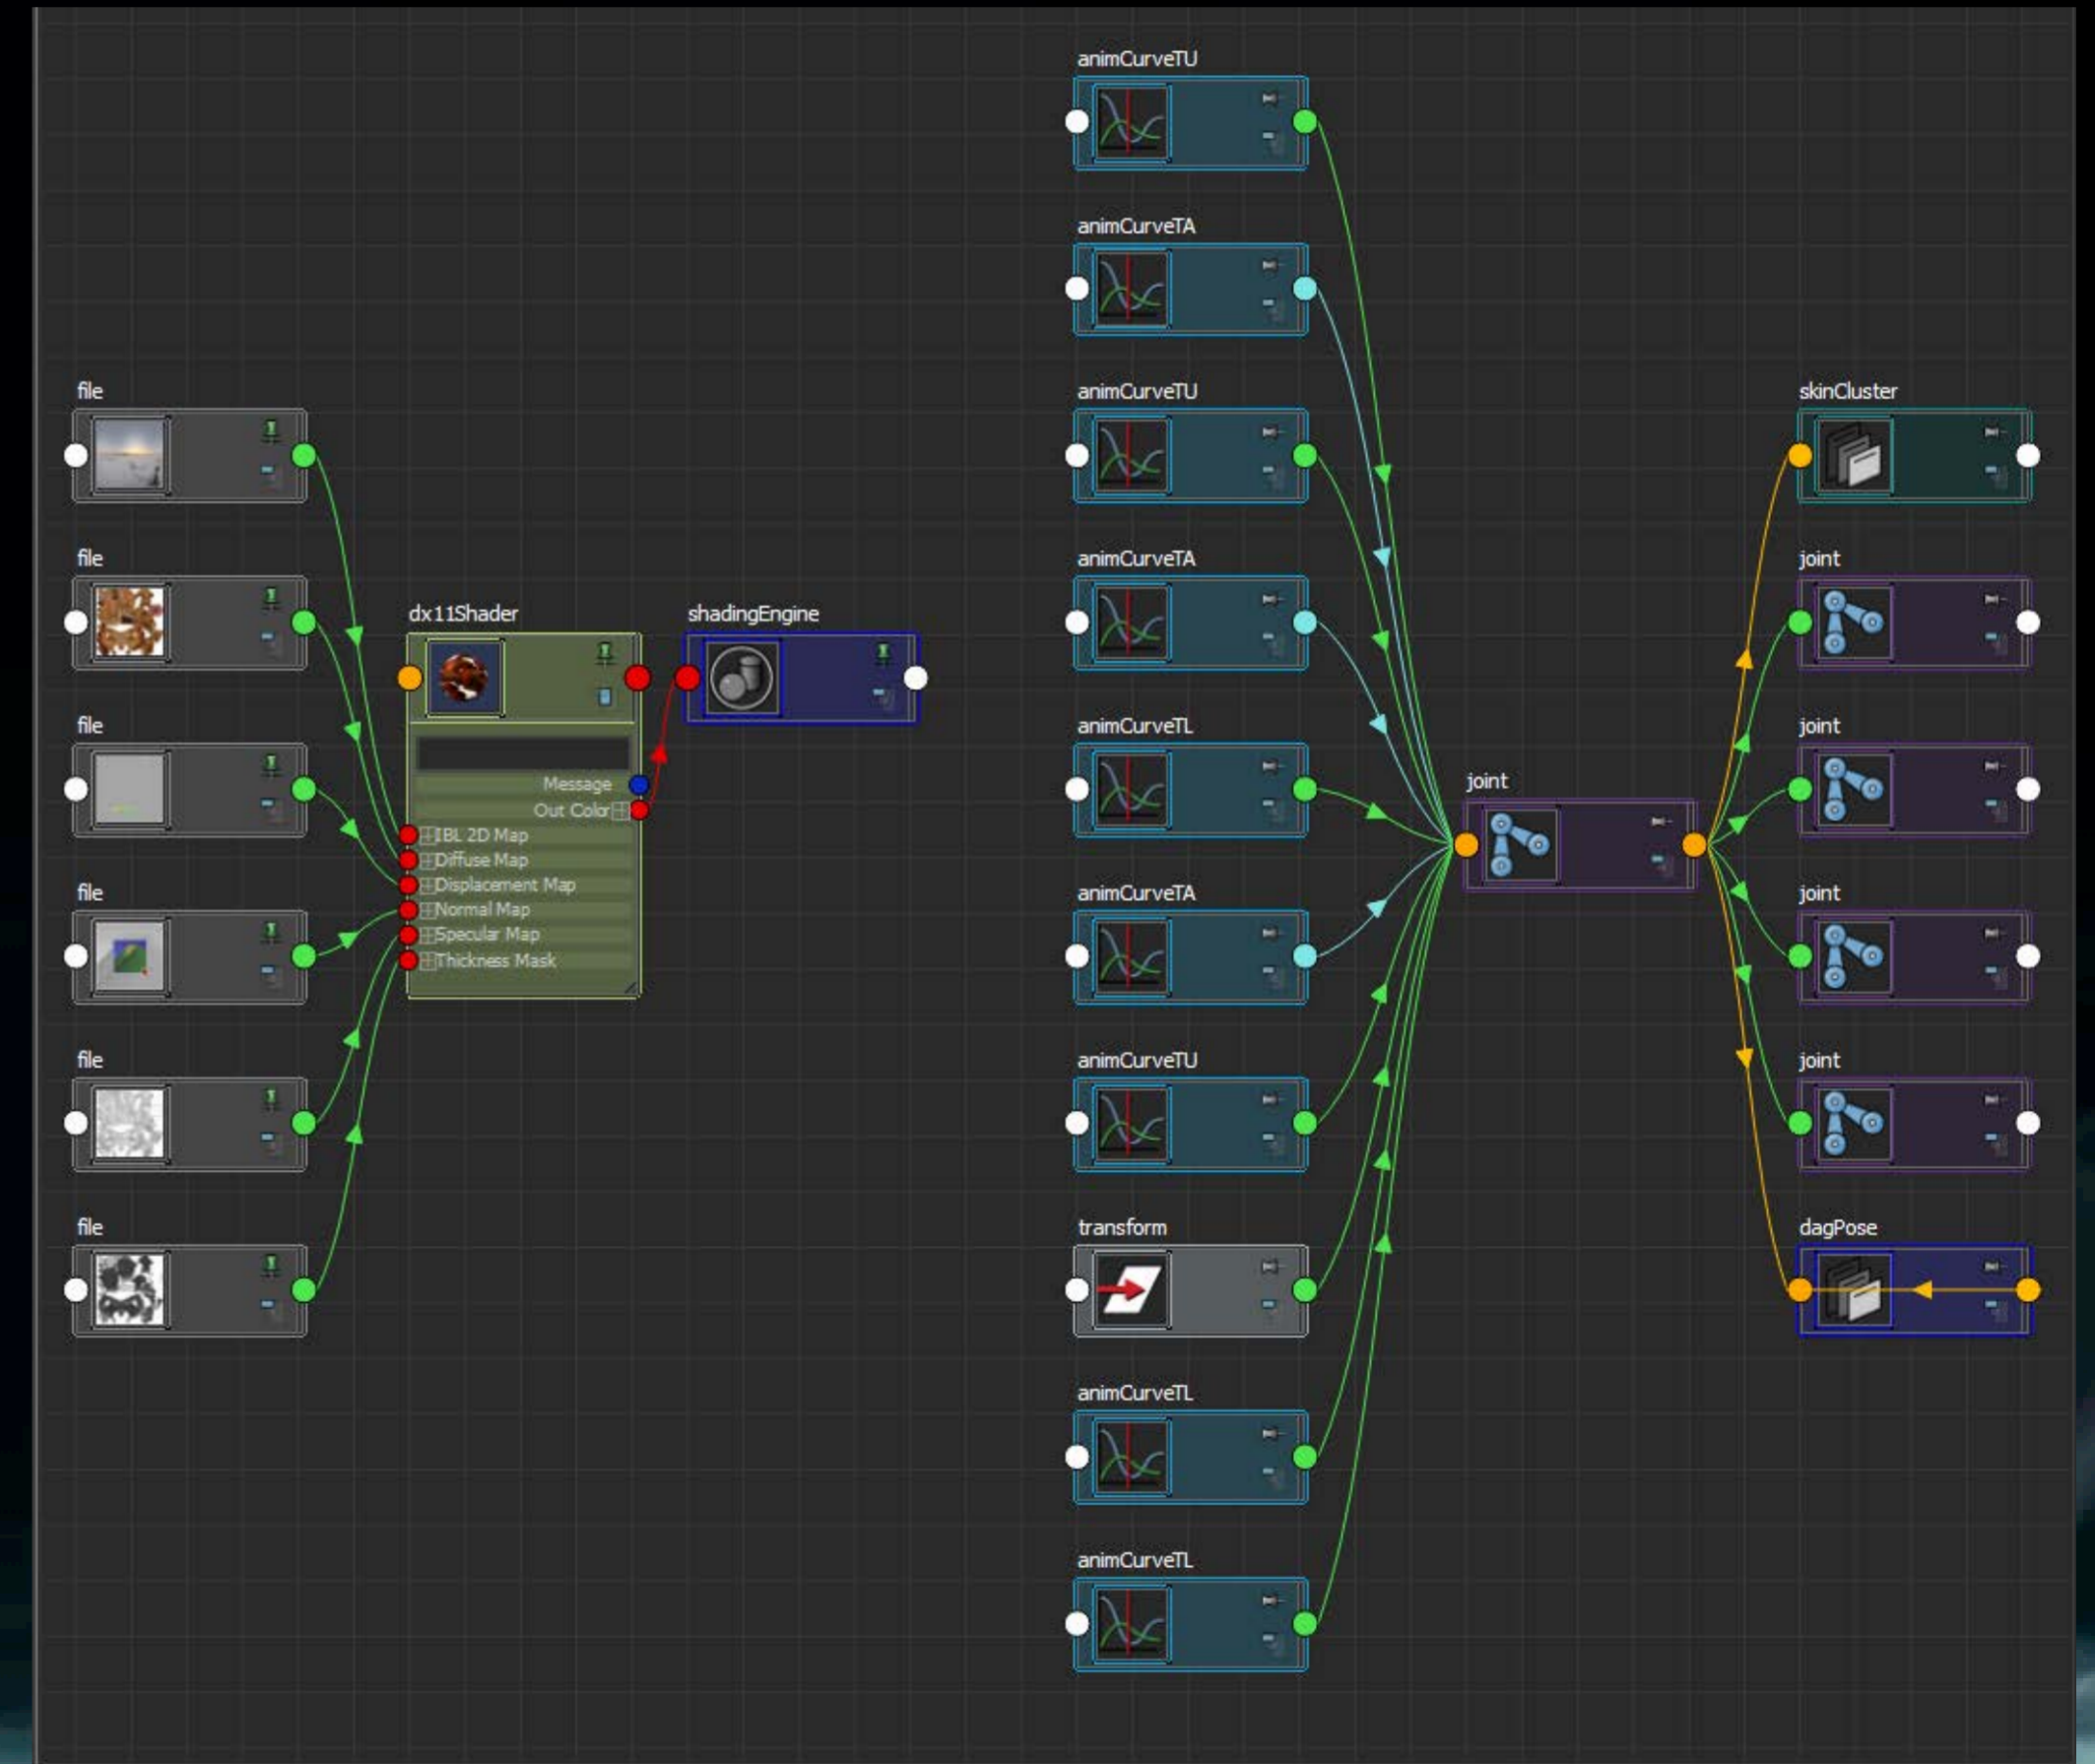 file
file
file
file
file
file
dx11Shader
Message
Out Color
IBL 2D Map
Diffuse Map
Displacement Map
Normal Map
Specular Map
Thickness Mask
shadingEngine
animCurveTU
animCurveTA
animCurveTU
animCurveTA
animCurveTL
animCurveTA
animCurveTU
transform
animCurveTL
animCurveTL
joint
skinCluster
joint
joint
joint
joint
dagPose